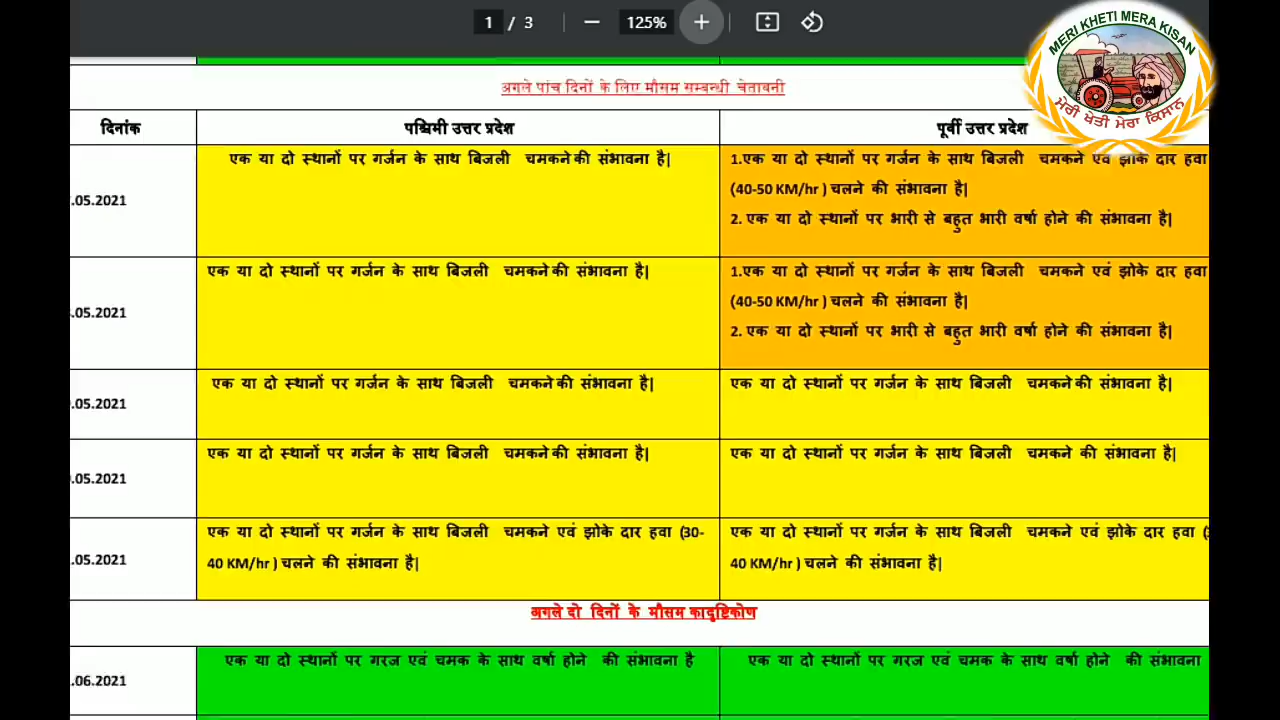 1 / 3 125%
MERI KHETI MERA KISAN
ਮੇਰੀ ਖੇਤੀ ਮੇਰਾ ਕਿਸਾਨ
अगले पांच दिनों के लिए मौसम सम्बन्धी चेतावनी
दिनांक पश्चिमी उत्तर प्रदेश पूर्वी उत्तर प्रदेश
.05.2021
एक या दो स्थानों पर गर्जन के साथ बिजली चमकने की संभावना है|
1.एक या दो स्थानों पर गर्जन के साथ बिजली चमकने एवं झोके दार हवा
(40-50 KM/hr ) चलने की संभावना है|
2. एक या दो स्थानों पर भारी से बहुत भारी वर्षा होने की संभावना है|
.05.2021
एक या दो स्थानों पर गर्जन के साथ बिजली चमकने की संभावना है|
1.एक या दो स्थानों पर गर्जन के साथ बिजली चमकने एवं झोके दार हवा
(40-50 KM/hr ) चलने की संभावना है|
2. एक या दो स्थानों पर भारी से बहुत भारी वर्षा होने की संभावना है|
.05.2021
एक या दो स्थानों पर गर्जन के साथ बिजली चमकने की संभावना है|
एक या दो स्थानों पर गर्जन के साथ बिजली चमकने की संभावना है|
.05.2021
एक या दो स्थानों पर गर्जन के साथ बिजली चमकने की संभावना है|
एक या दो स्थानों पर गर्जन के साथ बिजली चमकने की संभावना है|
.05.2021
एक या दो स्थानों पर गर्जन के साथ बिजली चमकने एवं झोके दार हवा (30-
40 KM/hr ) चलने की संभावना है|
एक या दो स्थानों पर गर्जन के साथ बिजली चमकने एवं झोके दार हवा
40 KM/hr ) चलने की संभावना है|
अगले दो दिनों के मौसम कादृष्टिकोण
.06.2021
एक या दो स्थानों पर गरज एवं चमक के साथ वर्षा होने की संभावना है
एक या दो स्थानों पर गरज एवं चमक के साथ वर्षा होने की संभावना